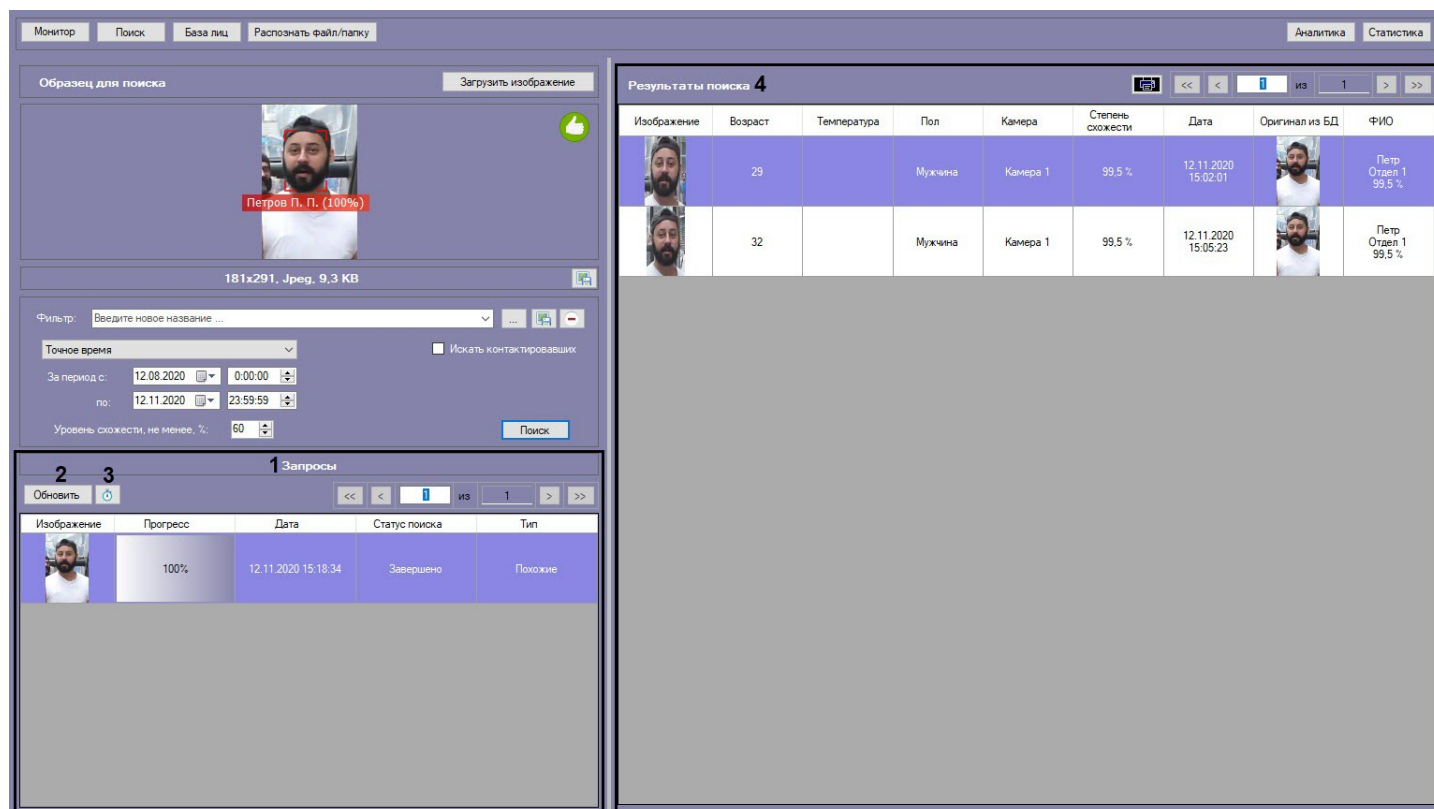 Монитор
Поиск
База лиц
Распознать файл/папку
Аналитика
Статистика
Образец для поиска
Загрузить изображение
Петров П. П. (100%)
181x291, Jpeg, 9,3 KB
Фильтр:
Введите новое название ...
...
Точное время
Искать контактировавших
За период с:
12.08.2020
0:00:00
по:
12.11.2020
23:59:59
Уровень схожести, не менее, %:
60
Поиск
1 Запросы
2
3
Обновить
<<
<
1
из
1
>
>>
Изображение
Прогресс
Дата
Статус поиска
Тип
100%
12.11.2020 15:18:34
Завершено
Похожие
Результаты поиска 4
<<
<
1
из
1
>
>>
Изображение
Возраст
Температура
Пол
Камера
Степень
схожести
Дата
Оригинал из БД
ФИО
29
Мужчина
Камера 1
99,5 %
12.11.2020
15:02:01
Петр
Отдел 1
99,5 %
32
Мужчина
Камера 1
99,5 %
12.11.2020
15:05:23
Петр
Отдел 1
99,5 %